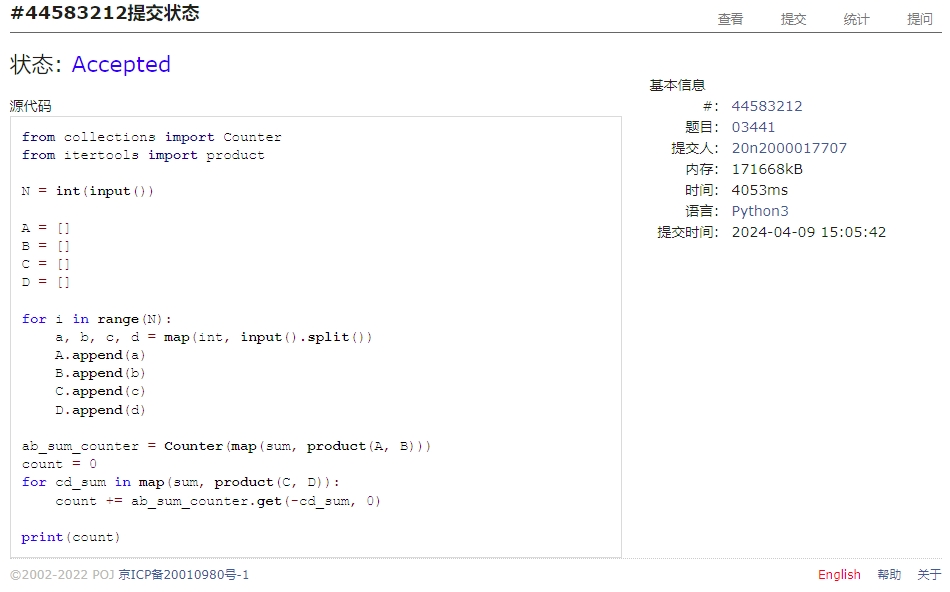 #44583212提交状态
查看 提交 统计 提问
状态: Accepted
源代码
from collections import Counter
from itertools import product

N = int(input())

A = []
B = []
C = []
D = []

for i in range(N):
    a, b, c, d = map(int, input().split())
    A.append(a)
    B.append(b)
    C.append(c)
    D.append(d)

ab_sum_counter = Counter(map(sum, product(A, B)))
count = 0
for cd_sum in map(sum, product(C, D)):
    count += ab_sum_counter.get(-cd_sum, 0)

print(count)
基本信息
#: 44583212
题目: 03441
提交人: 20n2000017707
内存: 171668kB
时间: 4053ms
语言: Python3
提交时间: 2024-04-09 15:05:42
©2002-2022 POJ 京ICP备20010980号-1
English 帮助 关于